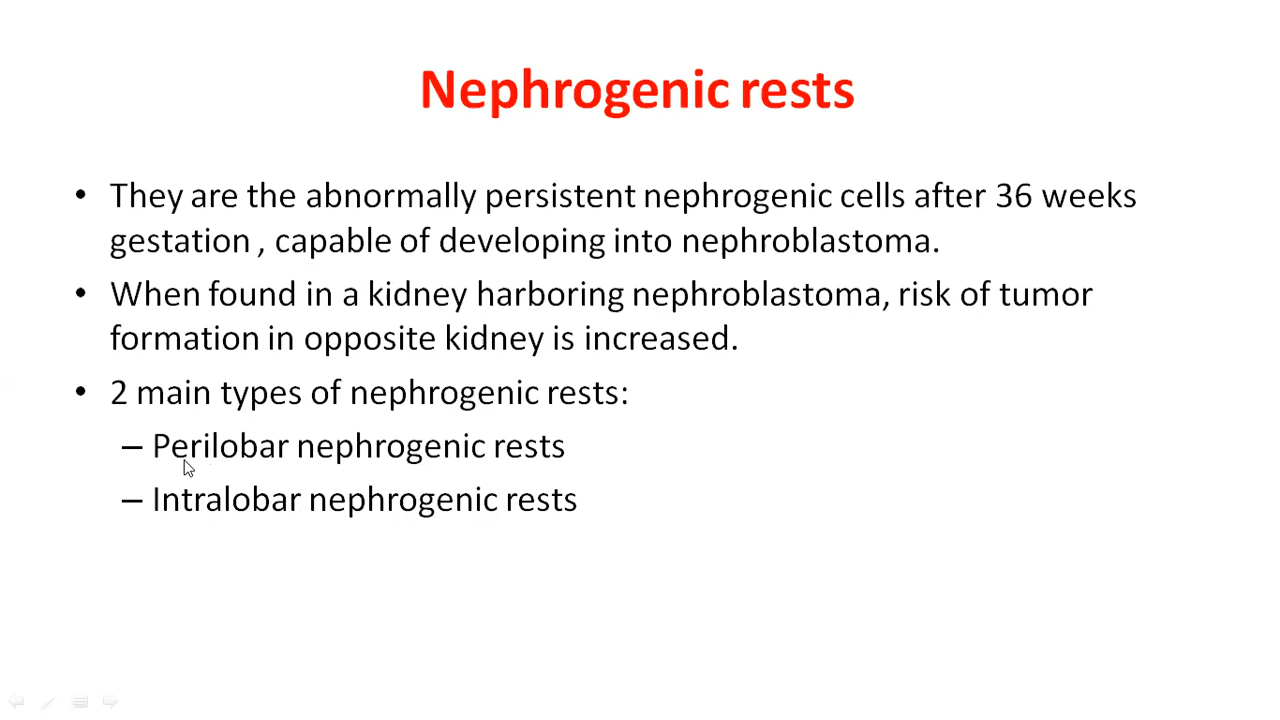 Nephrogenic rests
• They are the abnormally persistent nephrogenic cells after 36 weeks
gestation , capable of developing into nephroblastoma.
• When found in a kidney harboring nephroblastoma, risk of tumor
formation in opposite kidney is increased.
• 2 main types of nephrogenic rests:
– Perilobar nephrogenic rests
– Intralobar nephrogenic rests